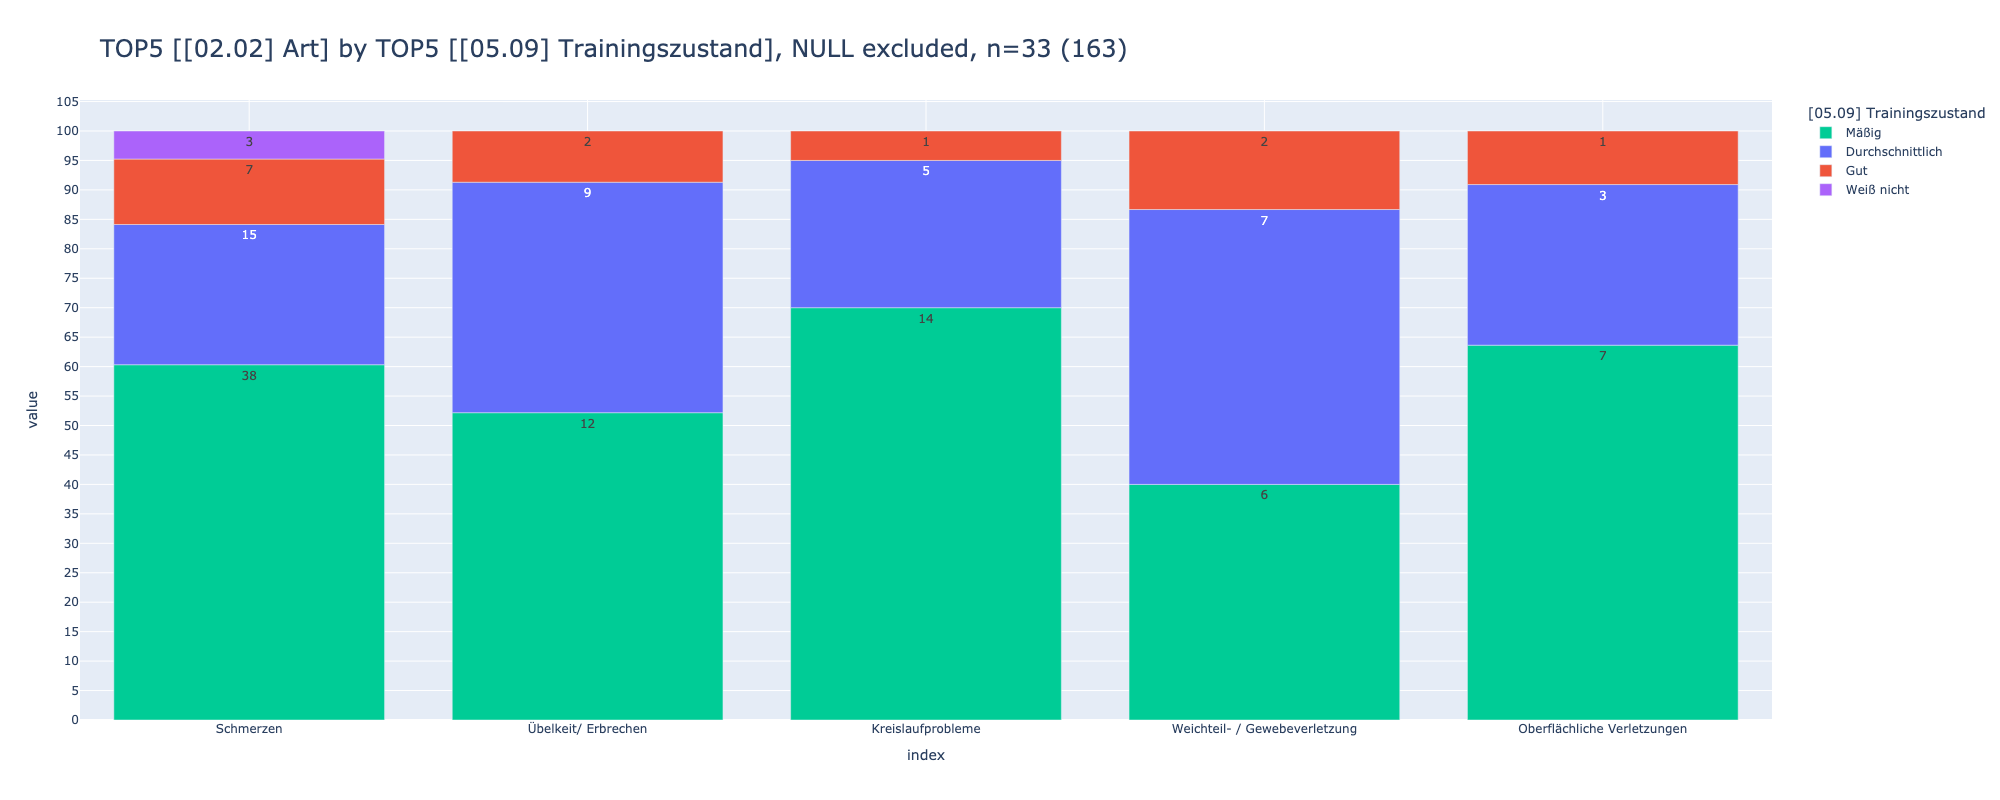 TOP5 [[02.02] Art] by TOP5 [[05.09] Trainingszustand], NULL excluded, n=33 (163)
[05.09] Trainingszustand
Mäßig
Durchschnittlich
Gut
Weiß nicht
value
105
100
95
90
85
80
75
70
65
60
55
50
45
40
35
30
25
20
15
10
5
0
3
7
15
38
2
9
12
1
5
14
2
7
6
1
3
7
Schmerzen
Übelkeit/ Erbrechen
Kreislaufprobleme
Weichteil- / Gewebeverletzung
Oberflächliche Verletzungen
index